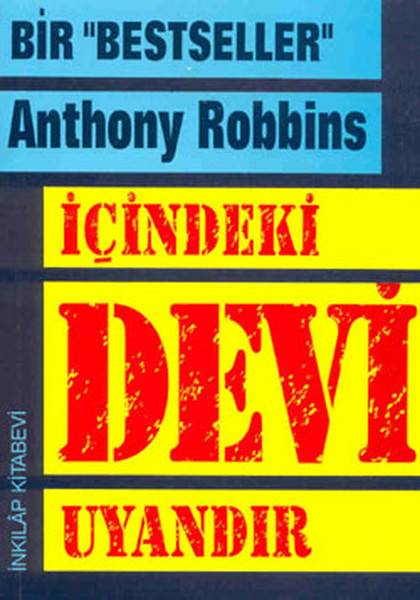 BİR "BESTSELLER"
Anthony Robbins
İÇİNDEKİ
DEVİ
UYANDIR
İNKILÂP KİTABEVİ